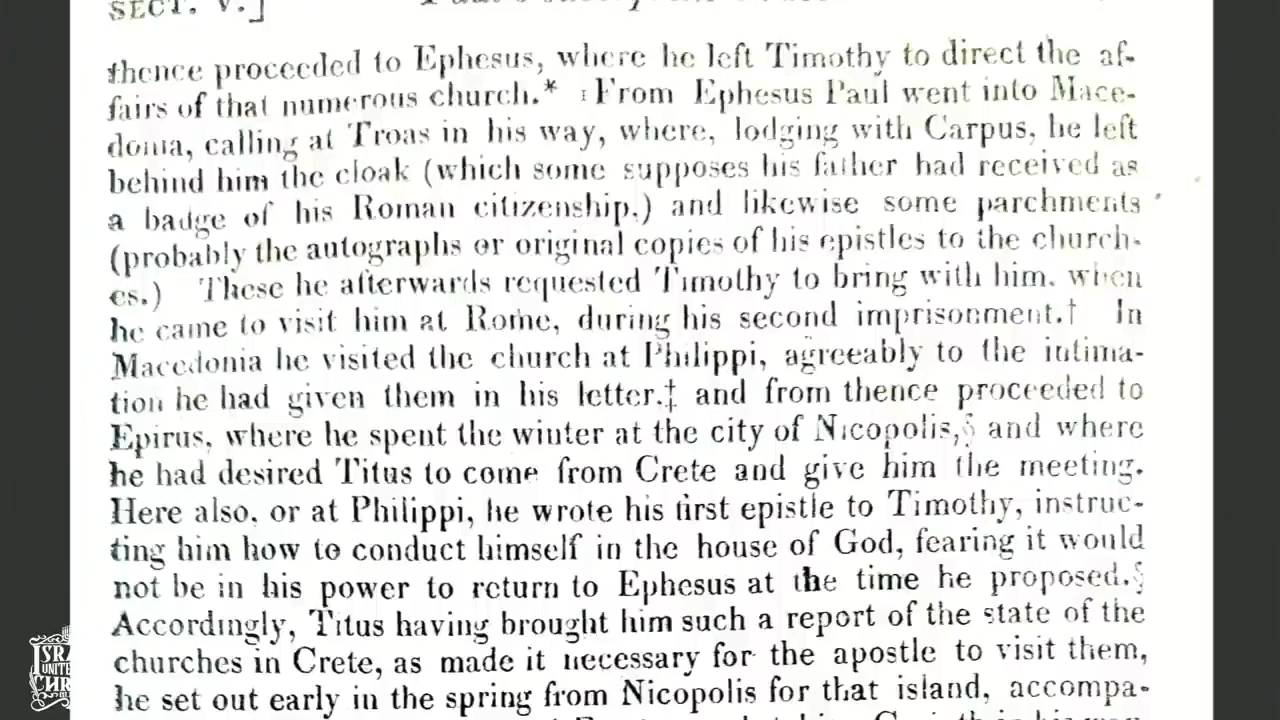 SECT. V.]
thence proceeded to Ephesus, where he left Timothy to direct the af-
fairs of that numerous church.* From Ephesus Paul went into Mace-
donia, calling at Troas in his way, where, lodging with Carpus, he left
behind him the cloak (which some supposes his father had received as
a badge of his Roman citizenship.) and likewise some parchments
(probably the autographs or original copies of his epistles to the church-
es.) These he afterwards requested Timothy to bring with him, when
he came to visit him at Rome, during his second imprisonment.† In
Macedonia he visited the church at Philippi, agreeably to the intima-
tion he had given them in his letter,‡ and from thence proceeded to
Epirus, where he spent the winter at the city of Nicopolis,§ and where
he had desired Titus to come from Crete and give him the meeting.
Here also, or at Philippi, he wrote his first epistle to Timothy, instruc-
ting him how to conduct himself in the house of God, fearing it would
not be in his power to return to Ephesus at the time he proposed.§
Accordingly, Titus having brought him such a report of the state of the
churches in Crete, as made it necessary for the apostle to visit them,
he set out early in the spring from Nicopolis for that island, accompa-